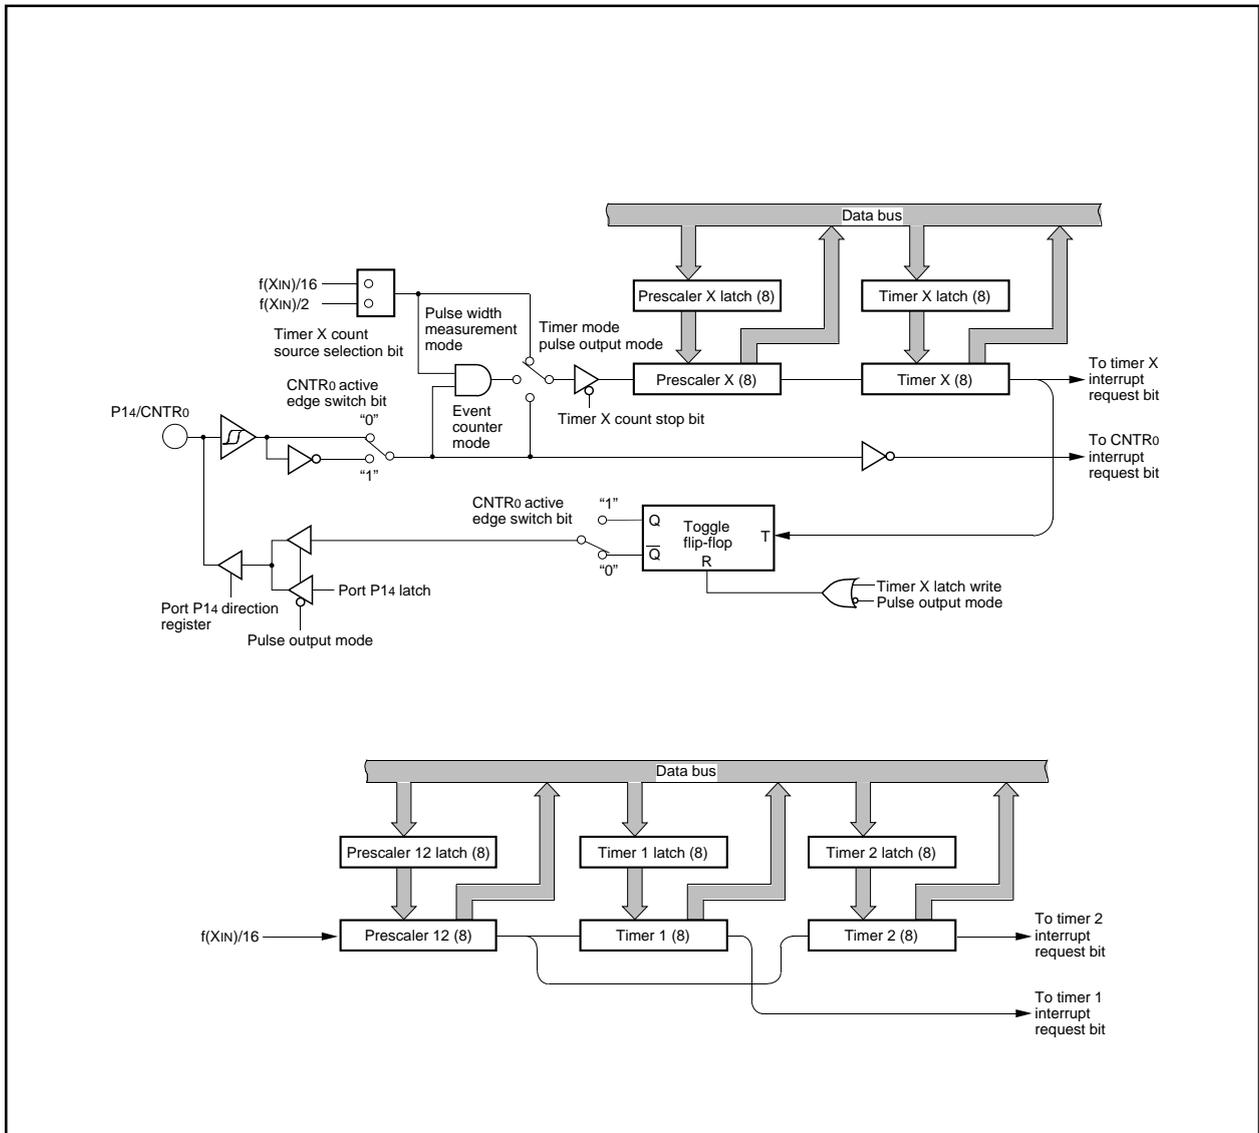 Data bus
f(XIN)/16
f(XIN)/2
Prescaler X latch (8)
Timer X latch (8)
Timer X count
source selection bit
Pulse width
measurement
mode
Timer mode
pulse output mode
Prescaler X (8)
Timer X (8)
To timer X
interrupt
request bit
CNTR0 active
edge switch bit
P14/CNTR0
“0”
“1”
Event
counter
mode
Timer X count stop bit
To CNTR0
interrupt
request bit
CNTR0 active
edge switch bit
“1”
“0”
Q
Q̅
Toggle
flip-flop
T
R
Timer X latch write
Pulse output mode
Port P14 latch
Port P14 direction
register
Pulse output mode
Data bus
Prescaler 12 latch (8)
Timer 1 latch (8)
Timer 2 latch (8)
f(XIN)/16
Prescaler 12 (8)
Timer 1 (8)
Timer 2 (8)
To timer 2
interrupt
request bit
To timer 1
interrupt
request bit